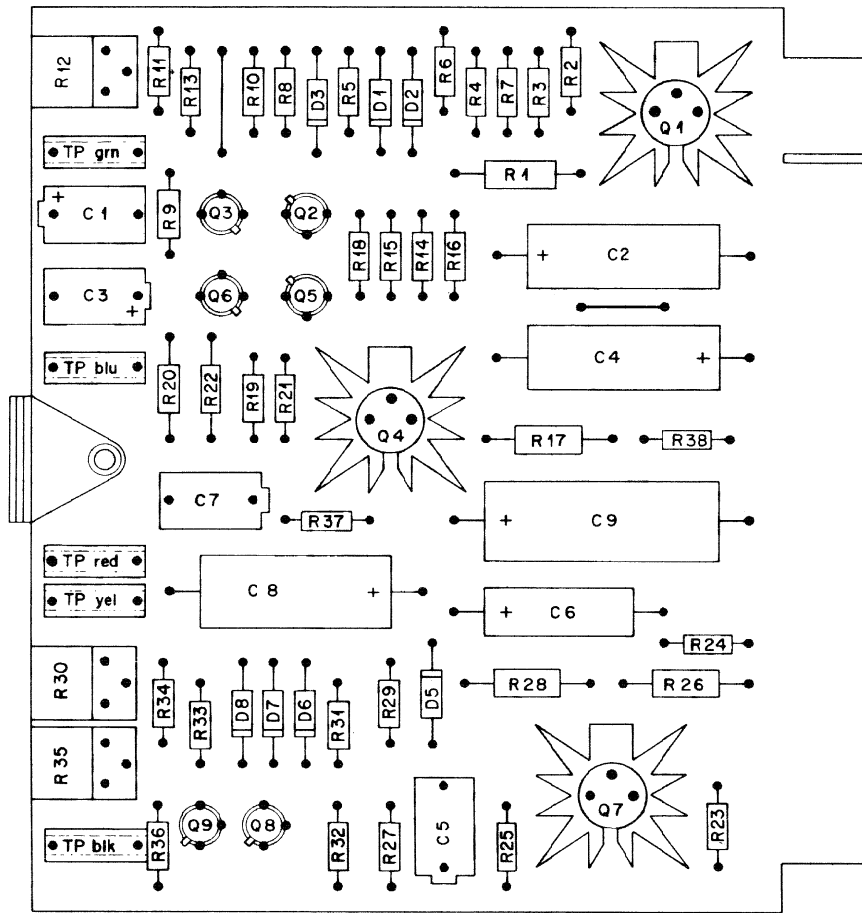 R12
R11
R13
R10
R8
D3
R5
D1
D2
R6
R4
R7
R3
R2
Q1
TP grn
R1
+
C1
R9
Q3
Q2
R18
R15
R14
R16
+
C2
C3
+
Q6
Q5
C4
+
TP blu
R20
R22
R19
R21
Q4
R17
R38
C7
R37
+
C9
TP red
TP yel
C8
+
+
C6
R24
R30
R34
R33
D8
D7
D6
R31
R29
D5
R28
R26
R35
Q7
R23
TP blk
R36
Q9
Q8
R32
R27
C5
R25